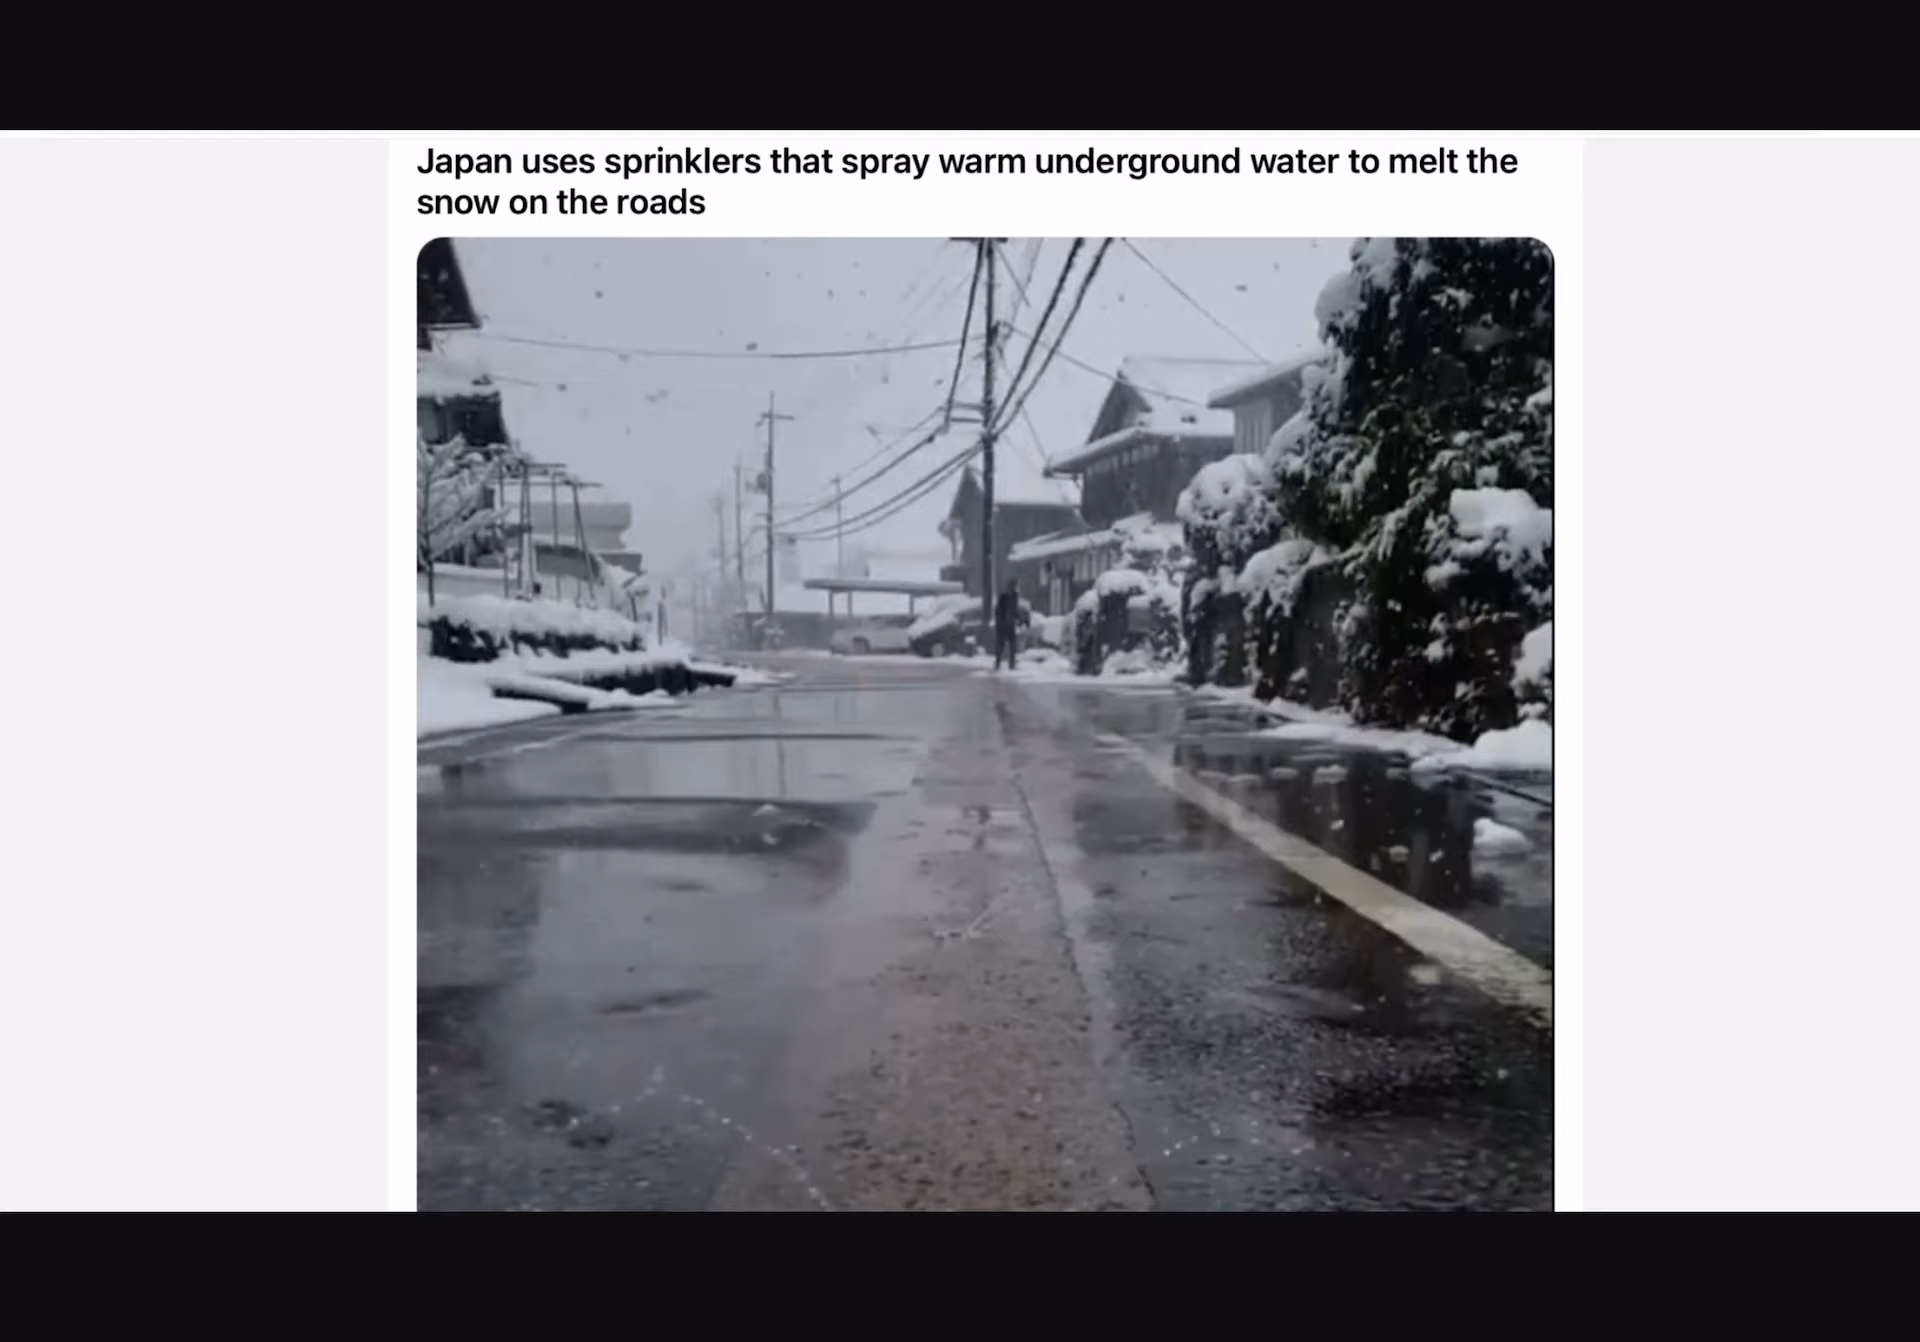 Japan uses sprinklers that spray warm underground water to melt the
snow on the roads